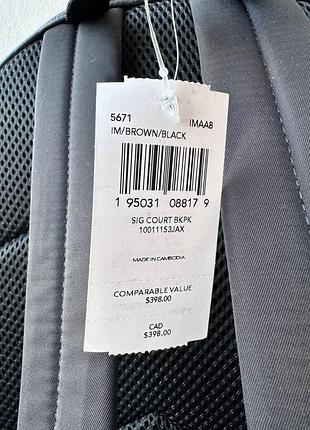 5671 IMAA8
IM/BROWN/BLACK
1 95031 08817 9
SIG COURT BKPK
10011153JAX
MADE IN CAMBODIA
COMPARABLE VALUE
$398.00
CAD
$398.00